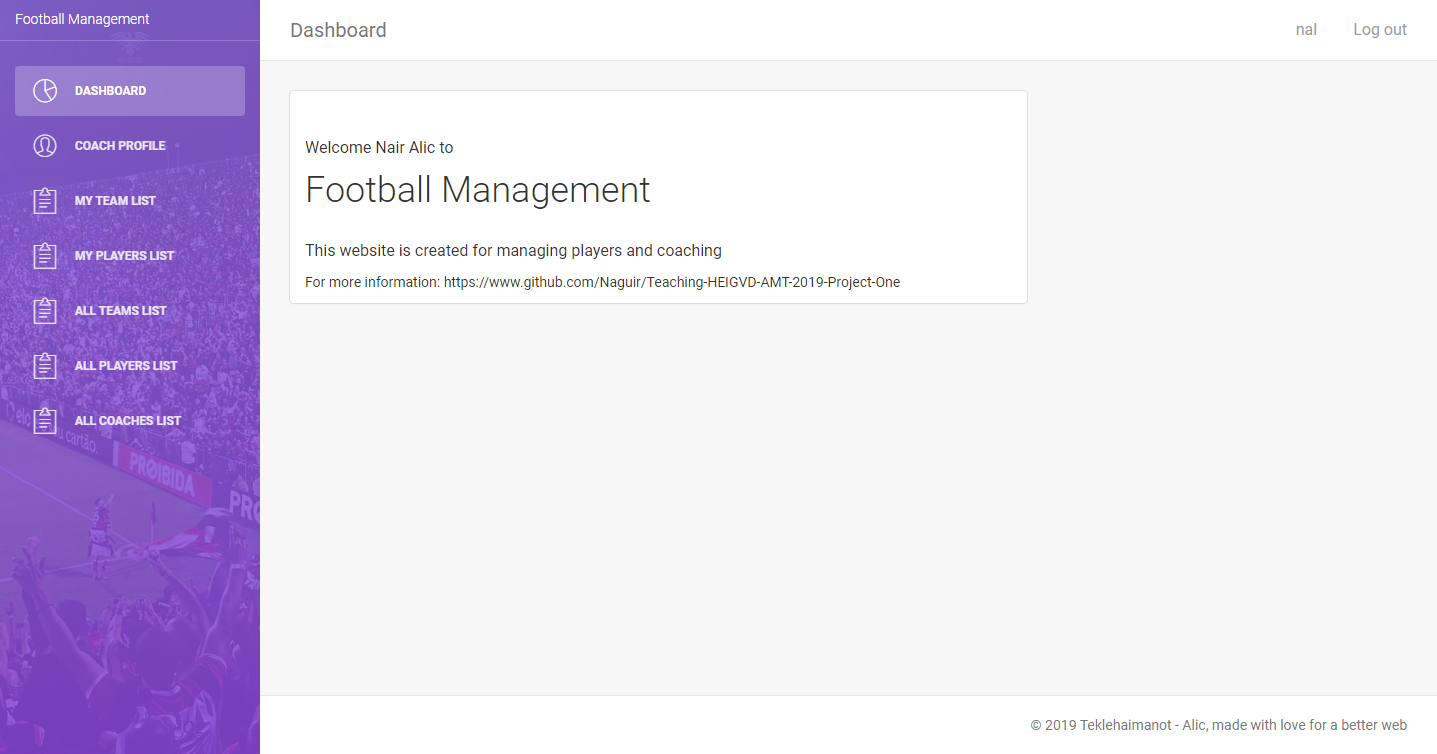 Football Management
Dashboard
nal
Log out
DASHBOARD
COACH PROFILE
MY TEAM LIST
MY PLAYERS LIST
ALL TEAMS LIST
ALL PLAYERS LIST
ALL COACHES LIST
u cartão.
PROIBIDA
PRO
Welcome Nair Alic to
Football Management
This website is created for managing players and coaching
For more information: https://www.github.com/Naguir/Teaching-HEIGVD-AMT-2019-Project-One
© 2019 Teklehaimanot - Alic, made with love for a better web